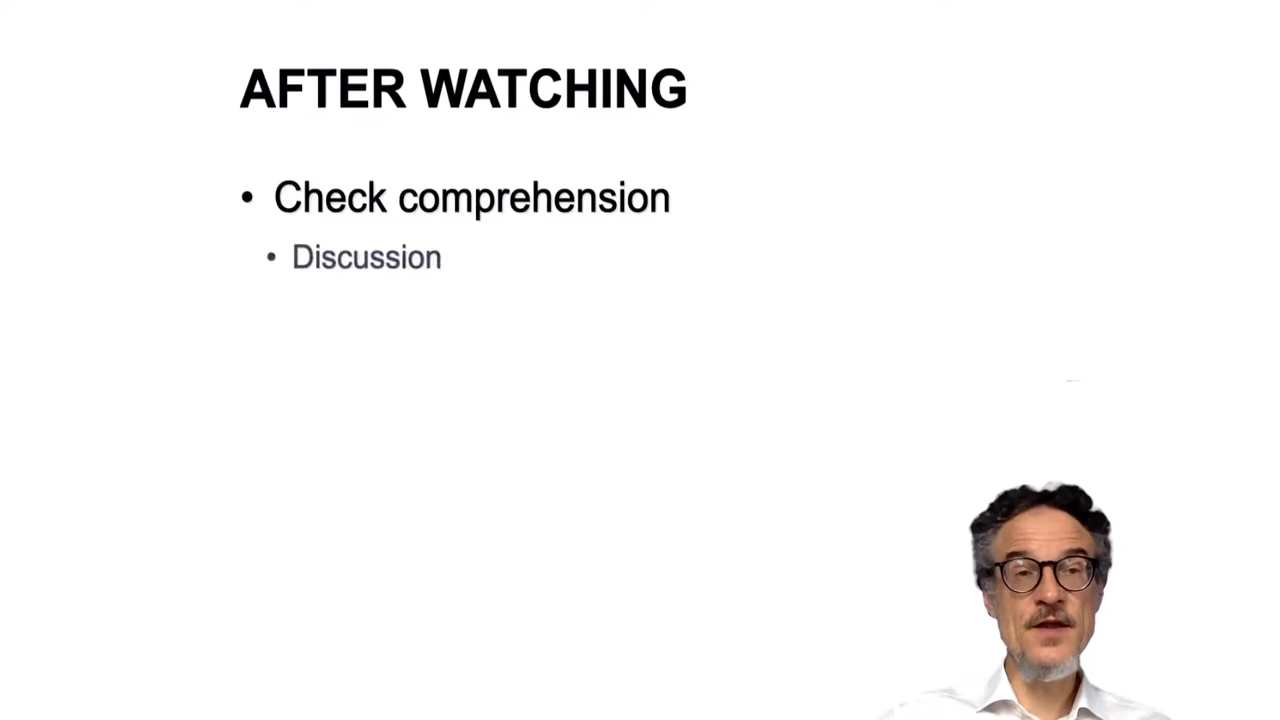 AFTER WATCHING
• Check comprehension
• Discussion